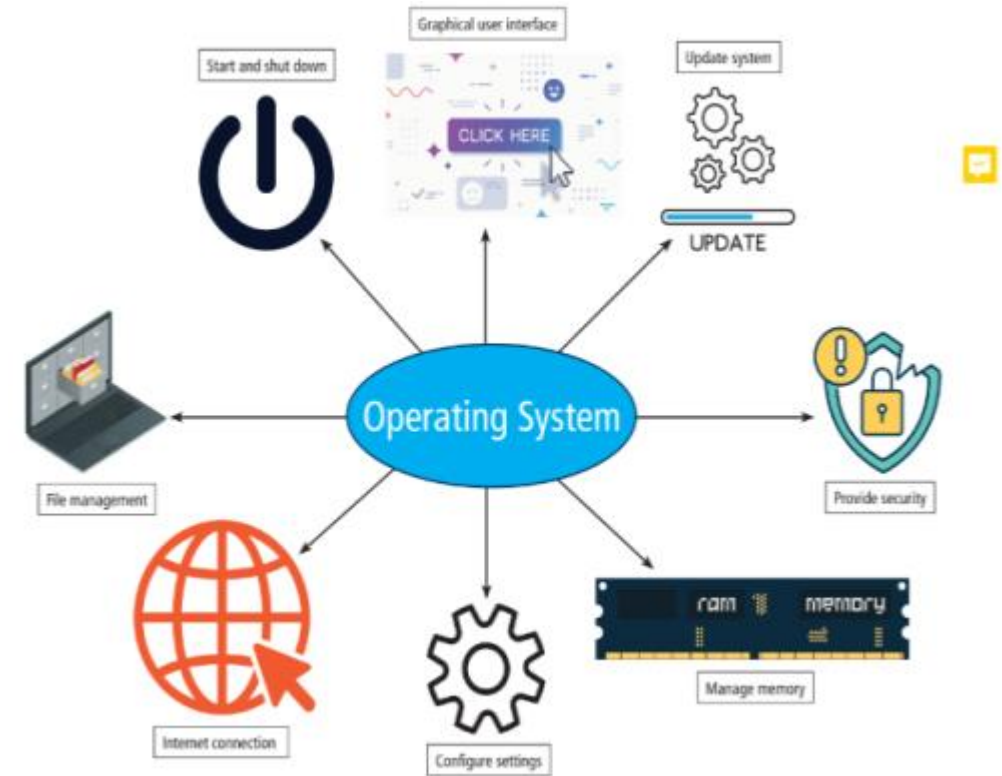 Graphical user interface
Start and shut down
Update system
CLICK HERE
UPDATE
Operating System
File management
Provide security
ram memory
Manage memory
Internet connection
Configure settings